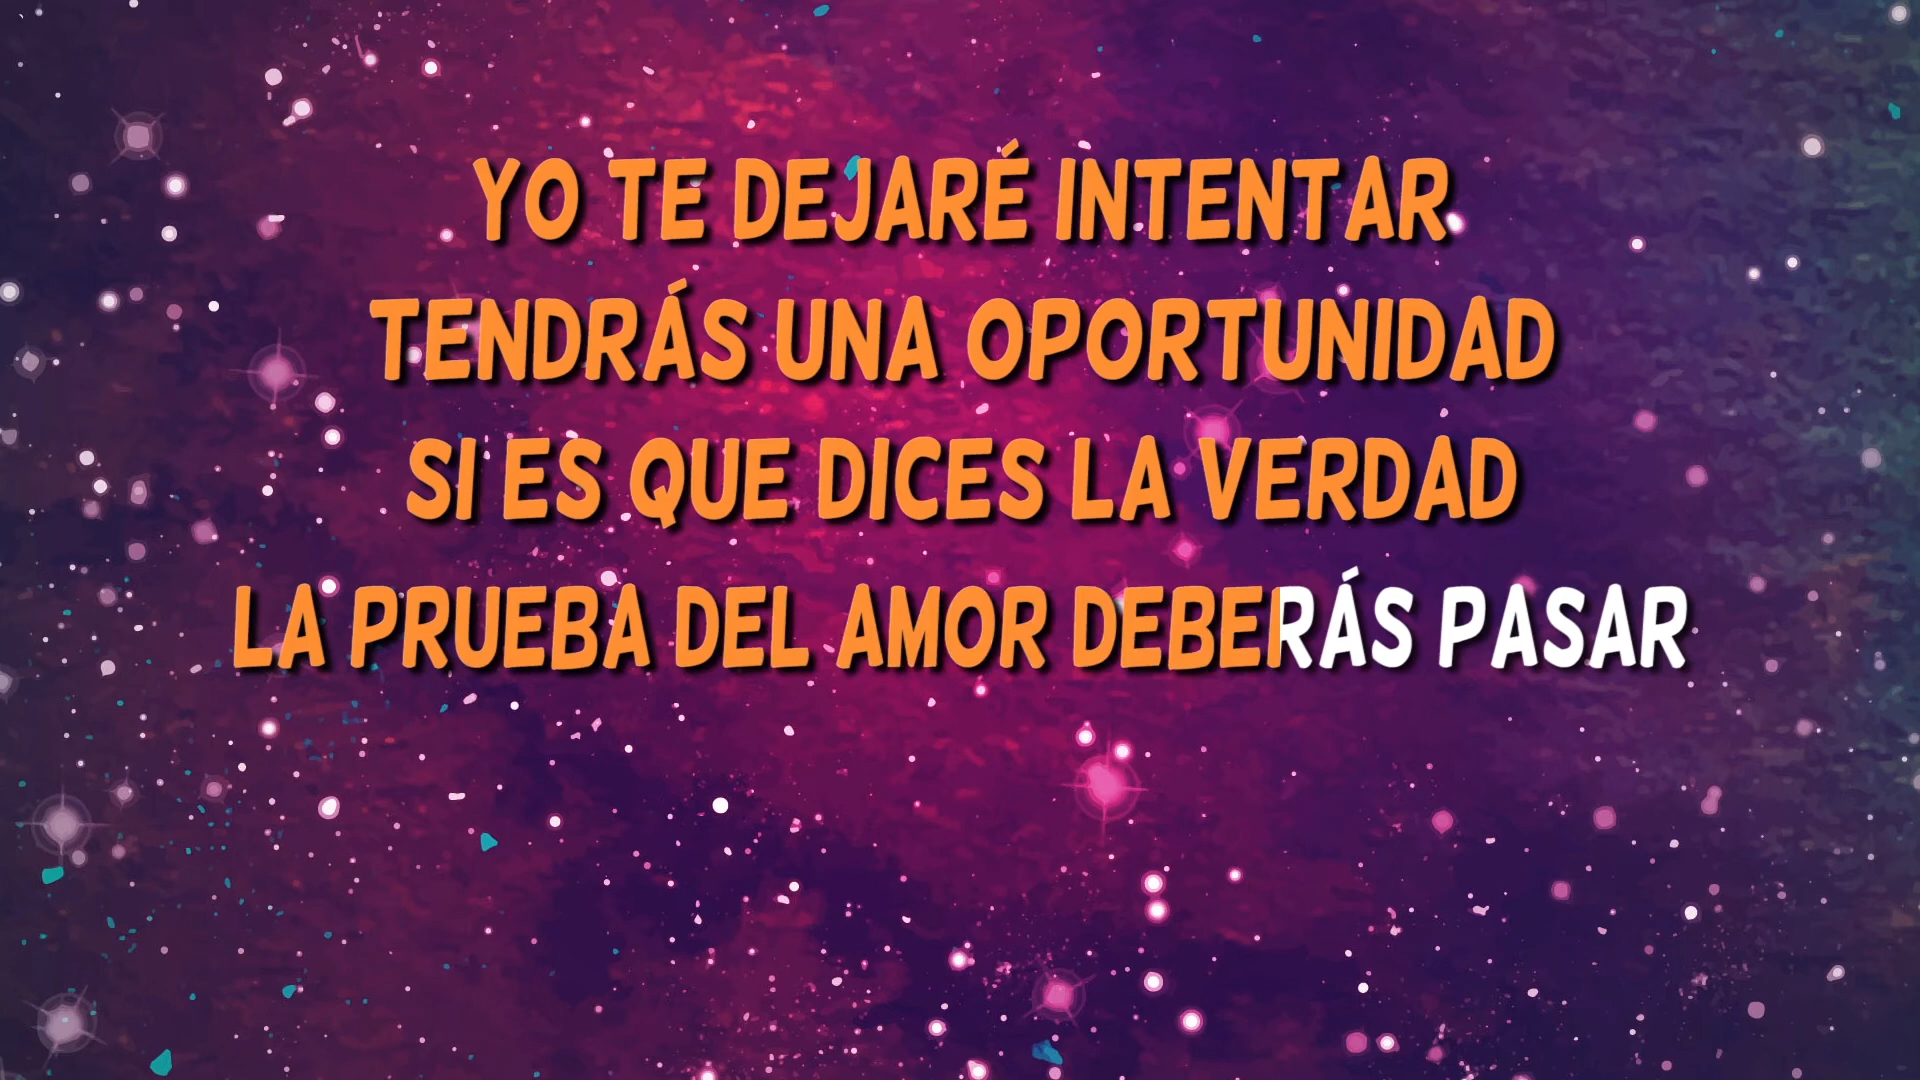 YO TE DEJARÉ INTENTAR
TENDRÁS UNA OPORTUNIDAD
SI ES QUE DICES LA VERDAD
LA PRUEBA DEL AMOR DEBERÁS PASAR